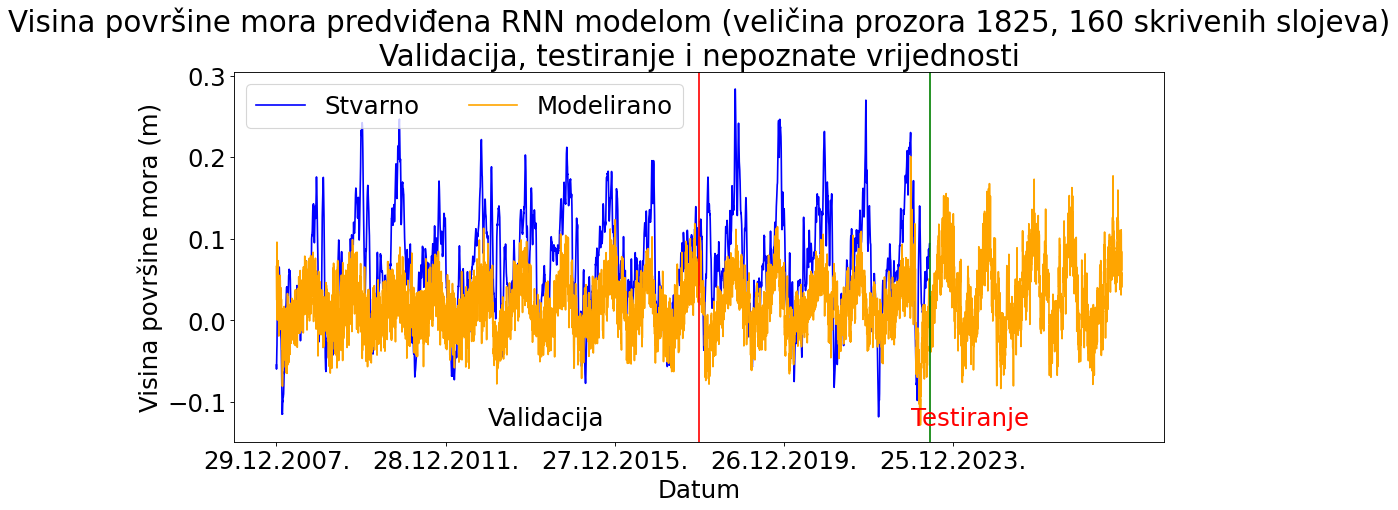 Visina površine mora predviđena RNN modelom (veličina prozora 1825, 160 skrivenih slojeva)
Validacija, testiranje i nepoznate vrijednosti
Stvarno
Modelirano
Visina površine mora (m)
0.3
0.2
0.1
0.0
−0.1
Validacija
Testiranje
29.12.2007.
28.12.2011.
27.12.2015.
26.12.2019.
25.12.2023.
Datum